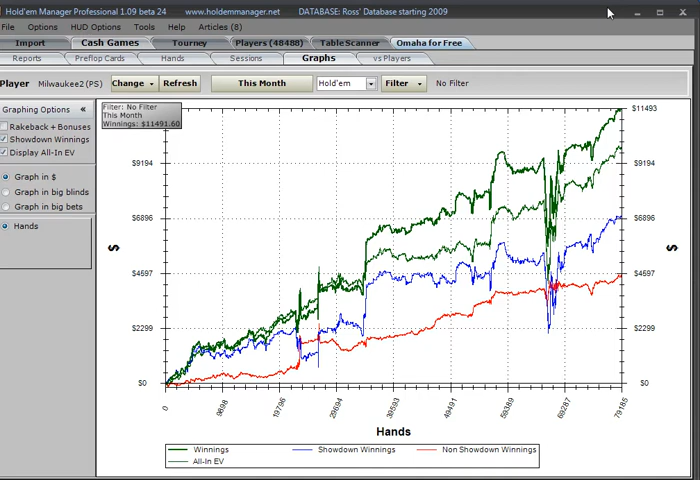 Hold'em Manager Professional 1.09 beta 24 www.holdemmanager.net DATABASE: Ross' Database starting 2009
File Options HUD Options Tools Help Articles (8)
Import Cash Games Tourney Players (48488) TableScanner Omaha for Free
Reports Preflop Cards Hands Sessions Graphs vs Players
Player Milwaukee2 (PS) Change Refresh This Month Hold'em Filter No Filter
Graphing Options «
Rakeback + Bonuses
Showdown Winnings
Display All-In EV
Graph in $
Graph in big blinds
Graph in big bets
Hands
Filter: No Filter
This Month
Winnings: $11491.60
$11493
$9194 $9194
$6896 $6896
$ $
$4697 $4697
$2299 $2299
$0 $0
0 9898 19796 29694 39593 49491 59389 69287 79185
Hands
Winnings Showdown Winnings Non Showdown Winnings
All-In EV